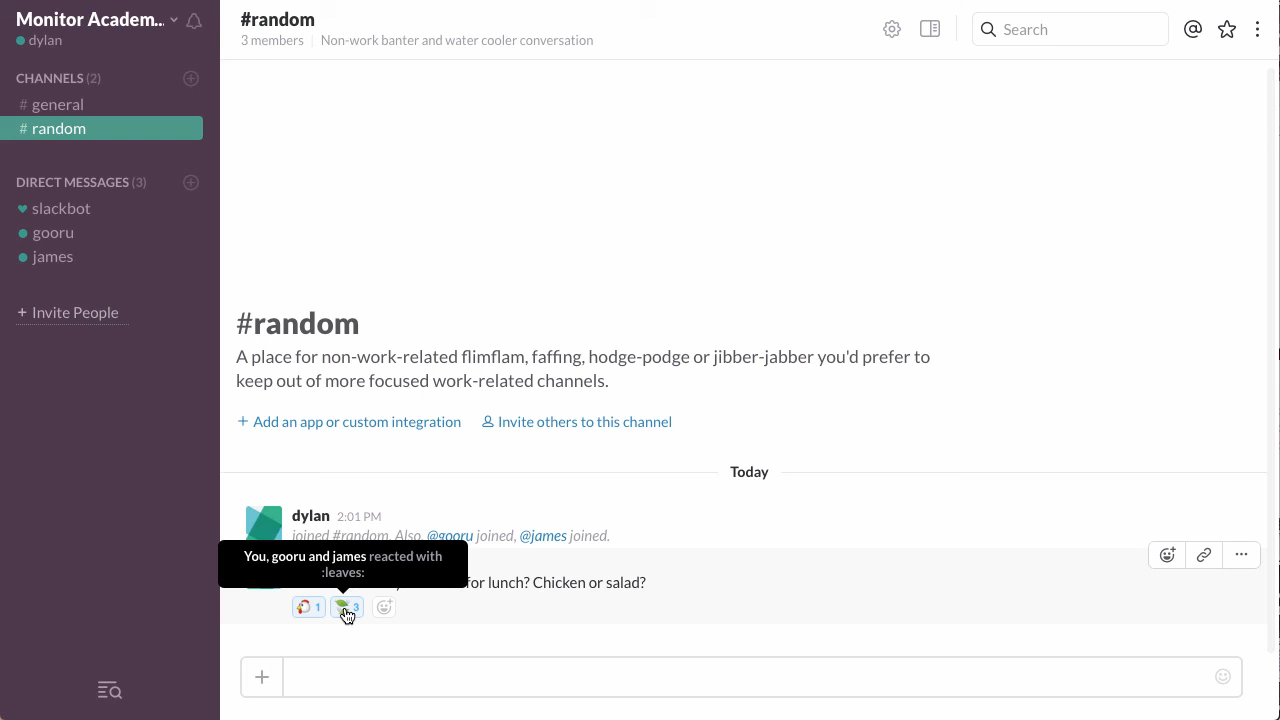 Monitor Academ...
dylan
CHANNELS (2)
# general
# random
DIRECT MESSAGES (3)
slackbot
gooru
james
+ Invite People
#random
3 members | Non-work banter and water cooler conversation
Search
#random
A place for non-work-related flimflam, faffing, hodge-podge or jibber-jabber you'd prefer to
keep out of more focused work-related channels.
+ Add an app or custom integration
Invite others to this channel
Today
dylan 2:01 PM
joined #random. Also, @gooru joined, @james joined.
You, gooru and james reacted with
:leaves:
for lunch? Chicken or salad?
1
3